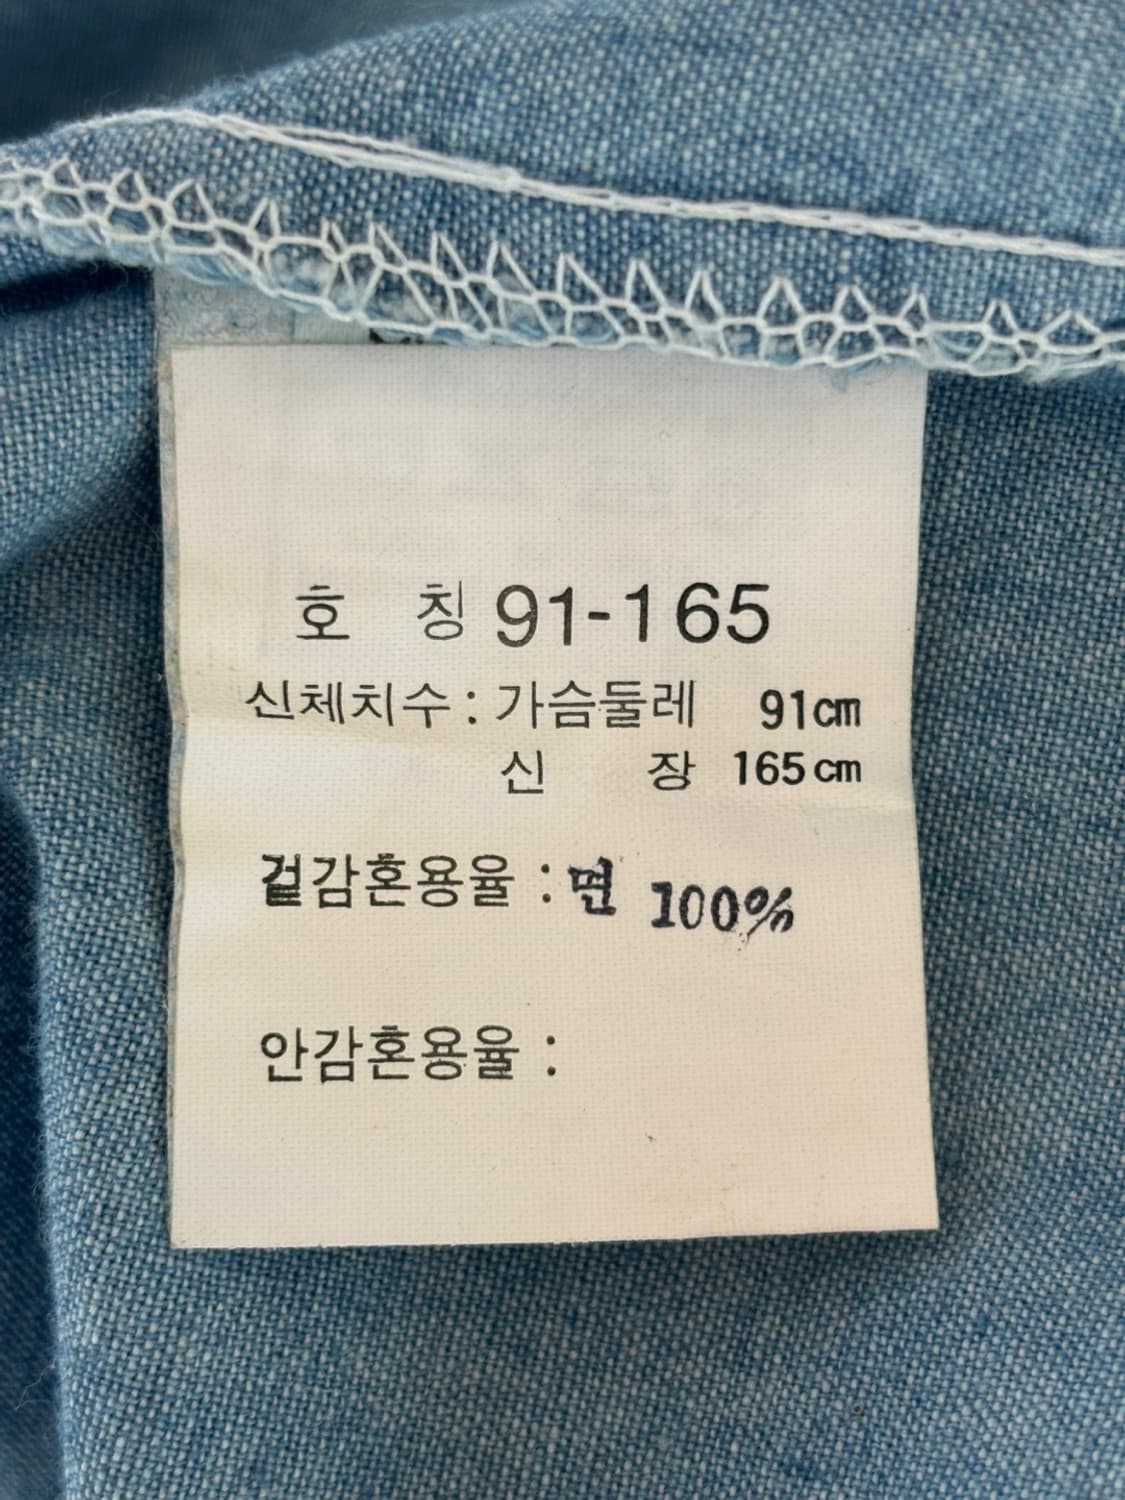 호 칭 91-165
신체치수 : 가슴둘레 91cm
신 장 165cm
겉감혼용율 : 면 100%
안감혼용율 :